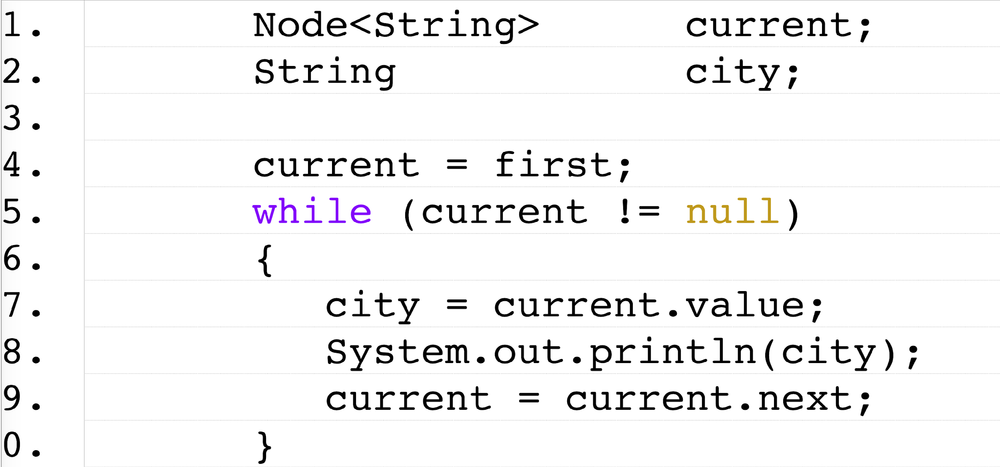 1. Node<String> current;
2. String city;
3.
4. current = first;
5. while (current != null)
6. {
7. city = current.value;
8. System.out.println(city);
9. current = current.next;
0. }